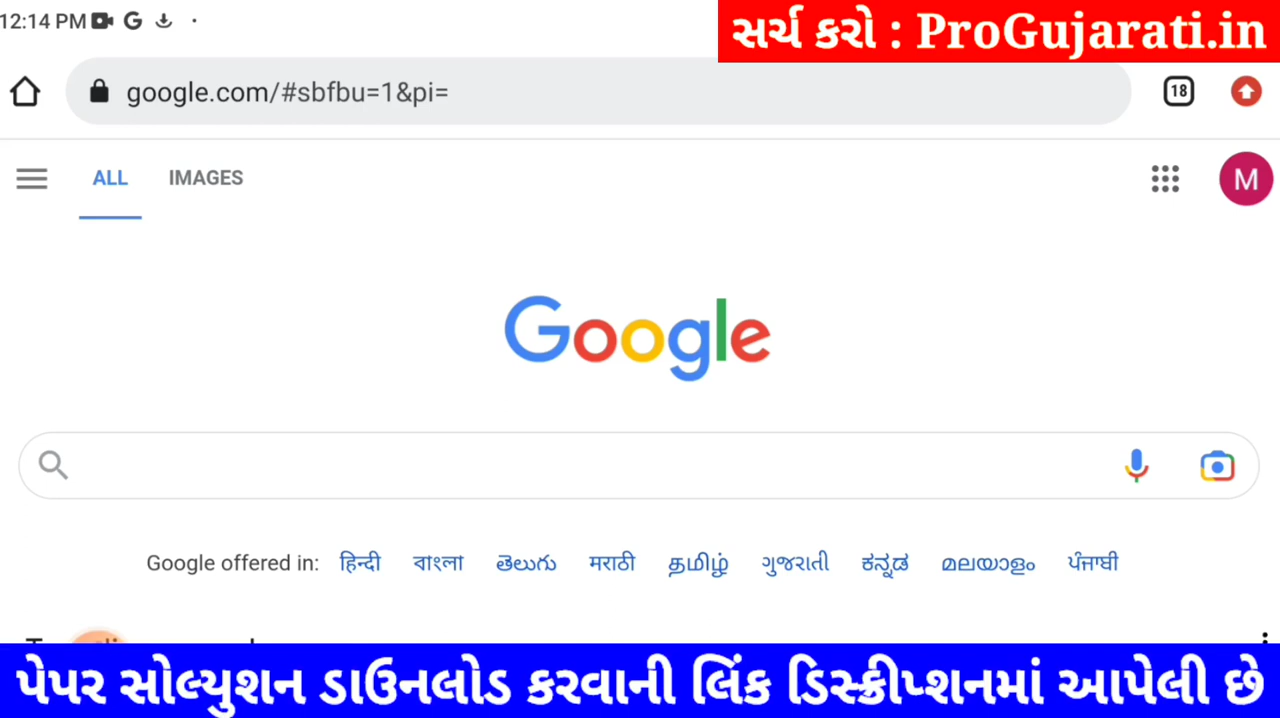 12:14 PM
સર્ચ કરો : ProGujarati.in
google.com/#sbfbu=1&pi=
18
ALL IMAGES
M
Google
Google offered in: हिन्दी বাংলা తెలుగు मराठी தமிழ் ગુજરાતી ಕನ್ನಡ മലയാളം ਪੰਜਾਬੀ
પેપર સોલ્યુશન ડાઉનલોડ કરવાની લિંક ડિસ્ક્રીપ્શનમાં આપેલી છે